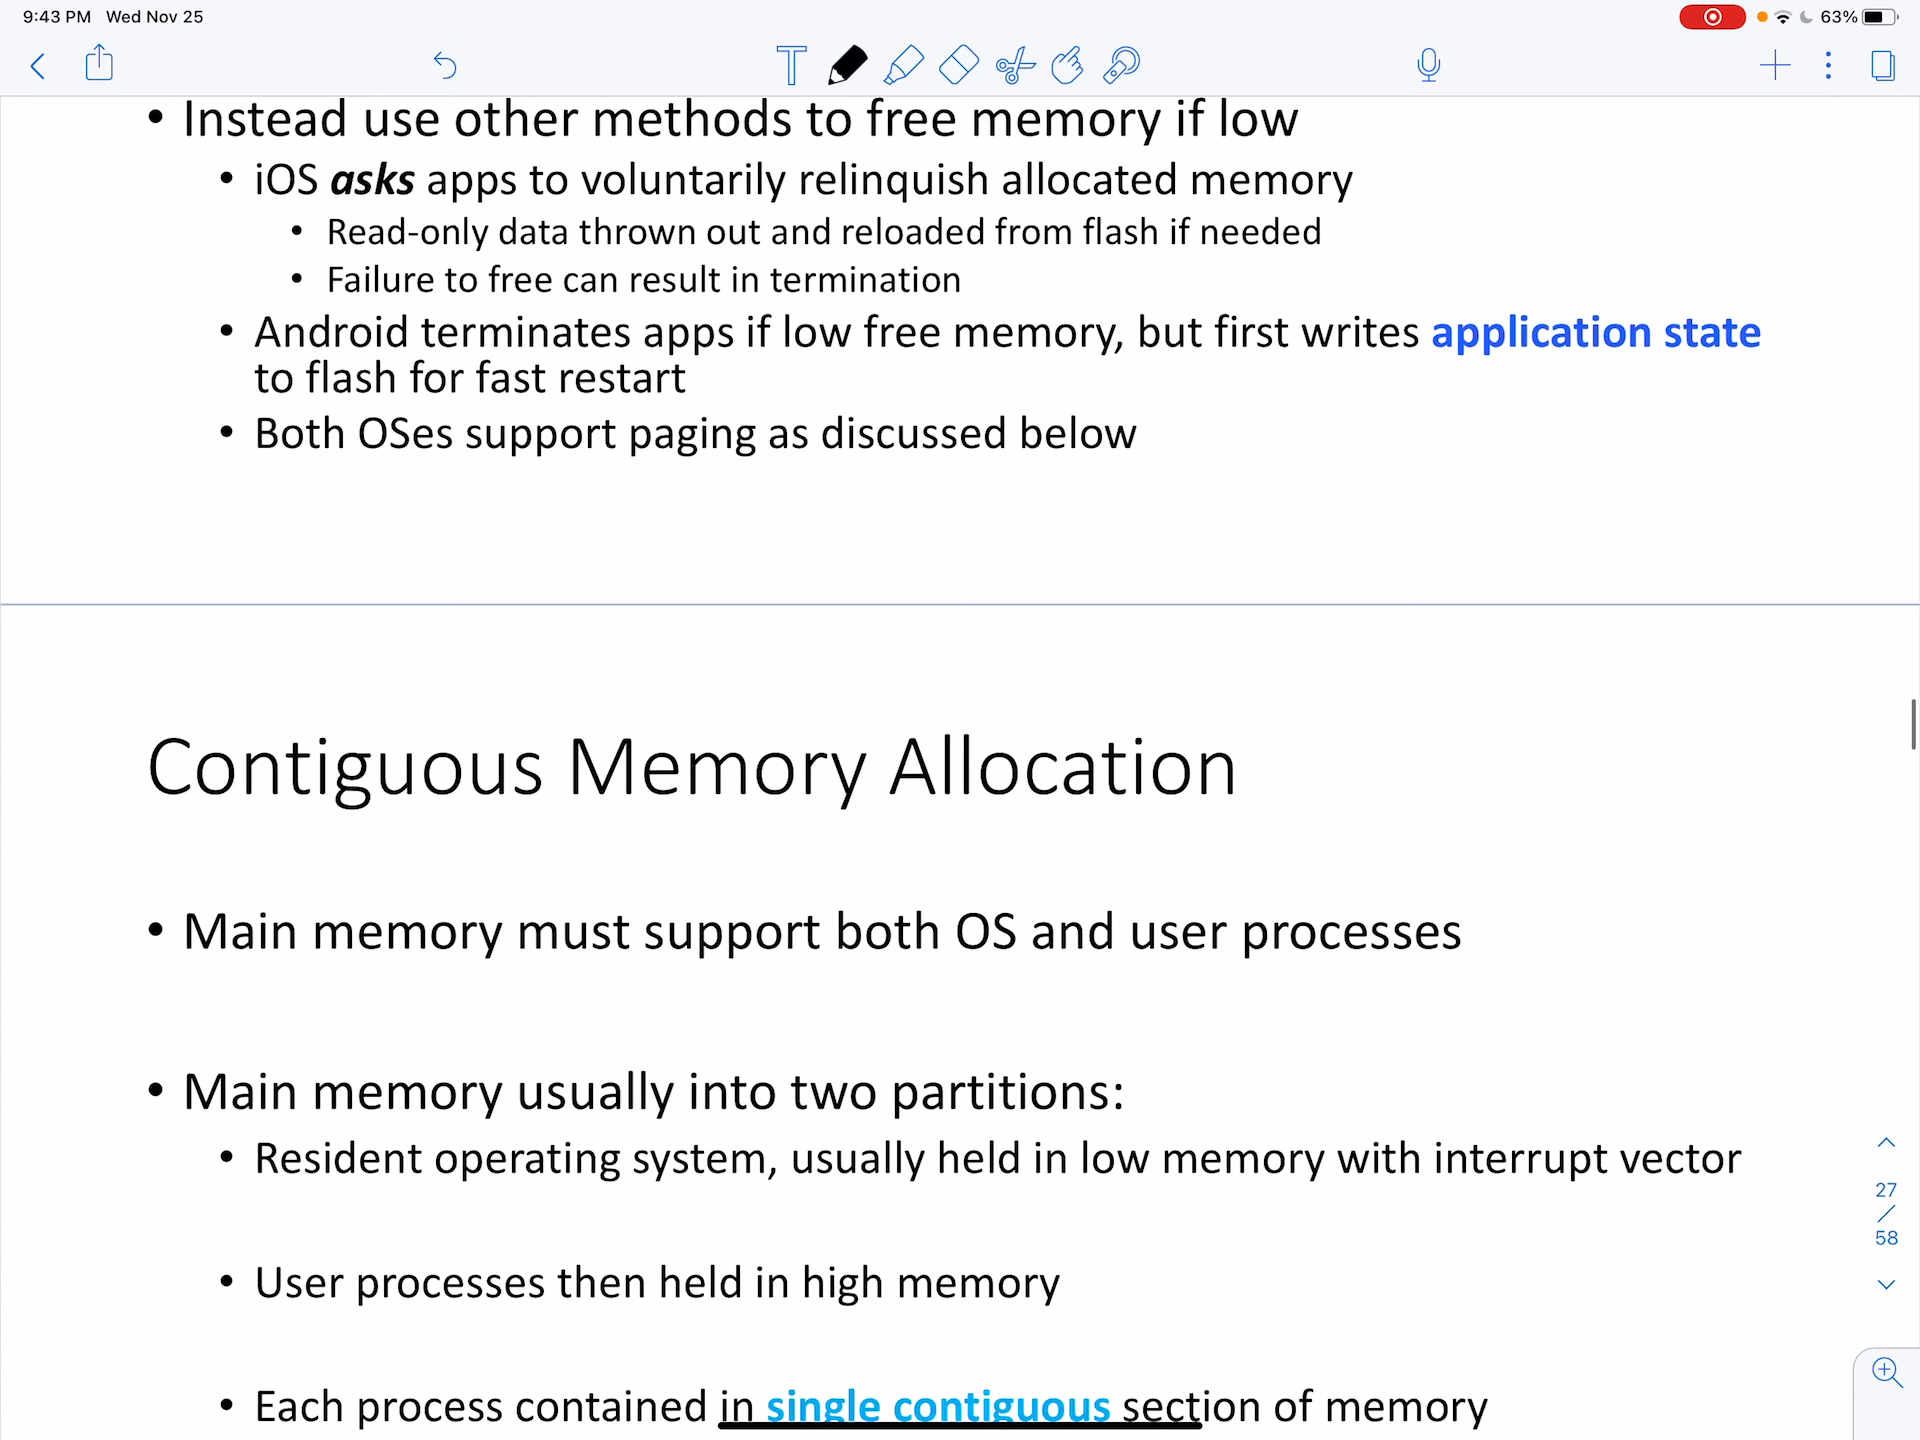 9:43 PM Wed Nov 25
63%
• Instead use other methods to free memory if low
• iOS asks apps to voluntarily relinquish allocated memory
• Read-only data thrown out and reloaded from flash if needed
• Failure to free can result in termination
• Android terminates apps if low free memory, but first writes application state
to flash for fast restart
• Both OSes support paging as discussed below
Contiguous Memory Allocation
• Main memory must support both OS and user processes
• Main memory usually into two partitions:
• Resident operating system, usually held in low memory with interrupt vector
• User processes then held in high memory
• Each process contained in single contiguous section of memory
27
/
58